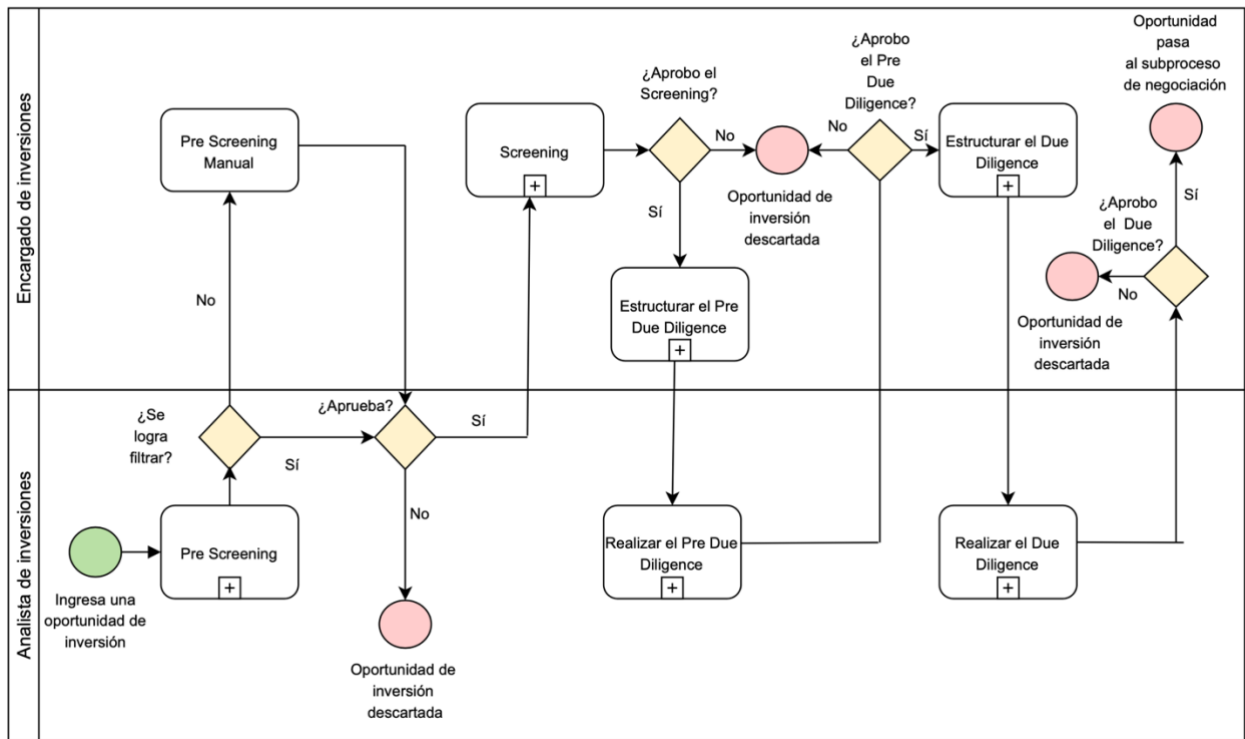 Encargado de inversiones
Pre Screening
Manual
No
Screening
+
¿Aprobo el
Screening?
No
Sí
Oportunidad de
inversión
descartada
Estructurar el Pre
Due Diligence
+
¿Aprobo
el Pre
Due
Diligence?
No
Sí
Estructurar el Due
Diligence
+
Oportunidad
pasa
al subproceso
de negociación
Sí
¿Aprobo
el Due
Diligence?
No
Oportunidad de
inversión
descartada
Analista de inversiones
Ingresa una
oportunidad de
inversión
Pre Screening
+
¿Se
logra
filtrar?
Sí
¿Aprueba?
Sí
No
Oportunidad de
inversión
descartada
Realizar el Pre Due
Diligence
+
Realizar el Due
Diligence
+